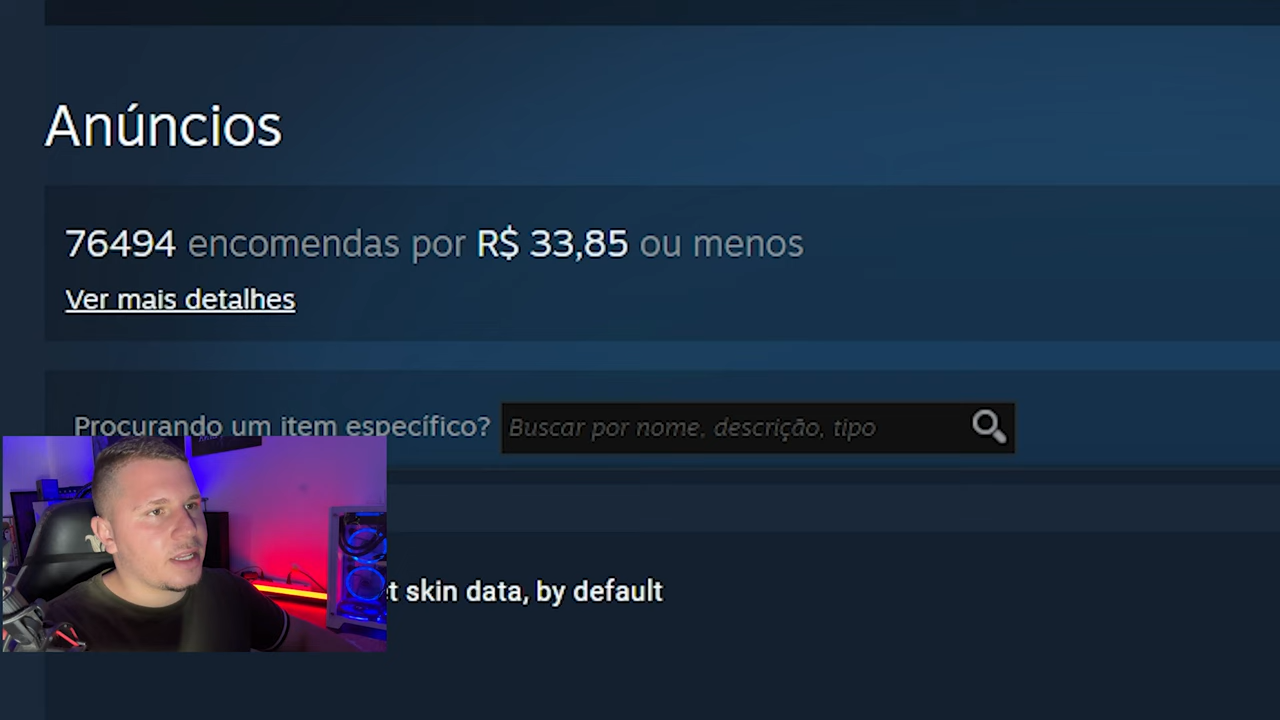 Anúncios
76494 encomendas por R$ 33,85 ou menos
Ver mais detalhes
Procurando um item específico? Buscar por nome, descrição, tipo
skin data, by default